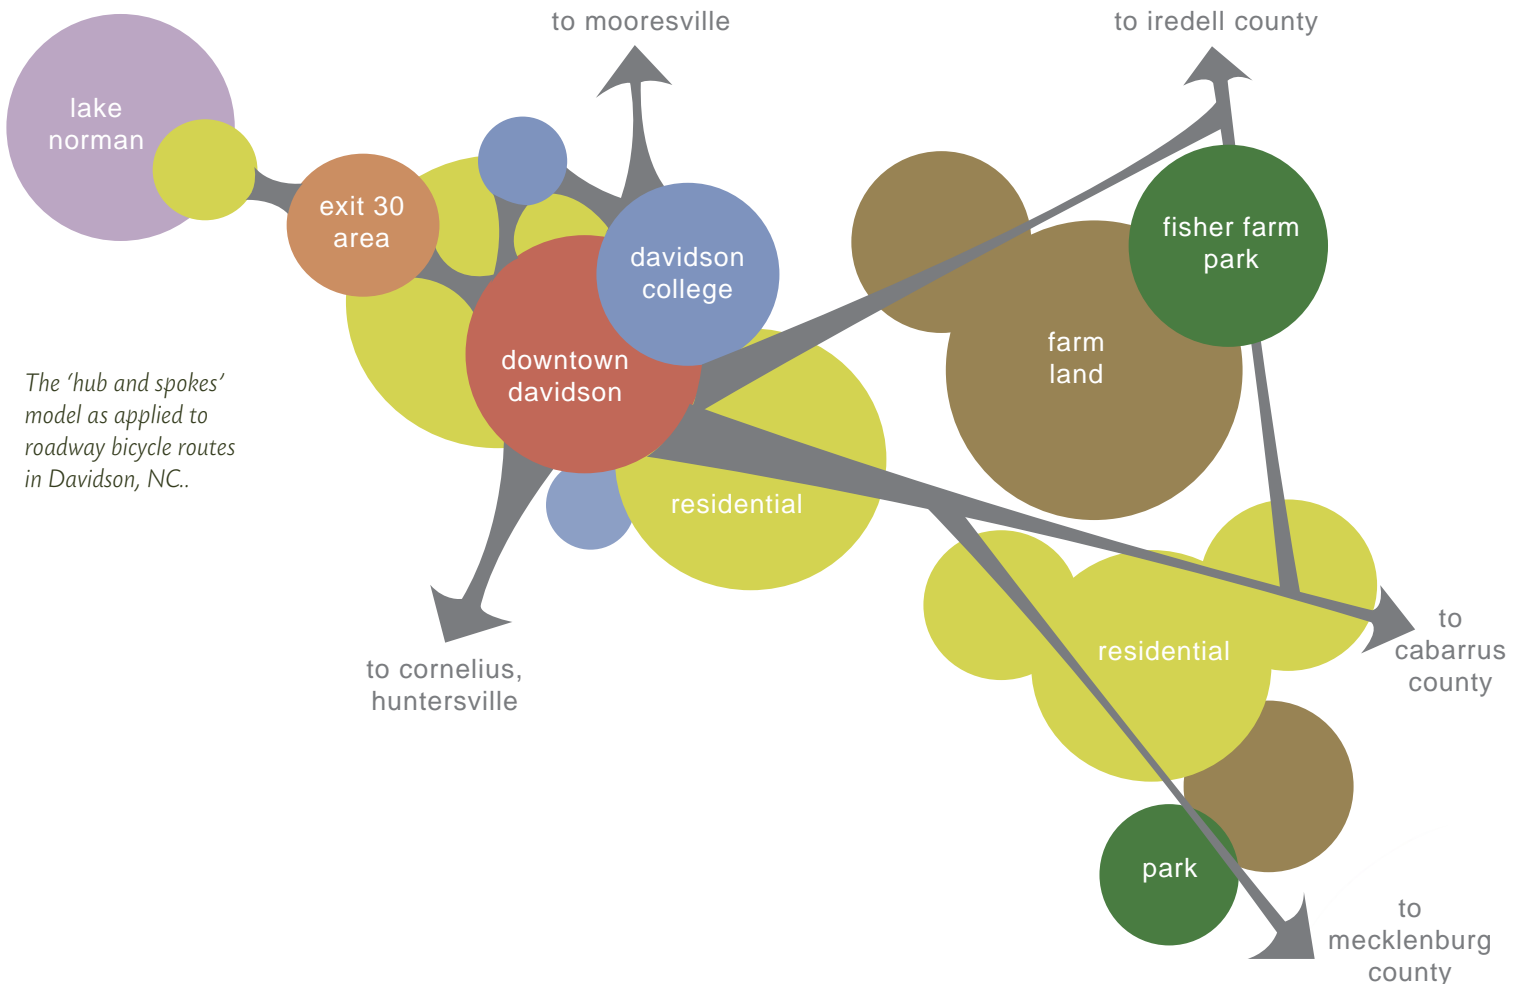 to mooresville
to iredell county
lake
norman
exit 30
area
davidson
college
fisher farm
park
downtown
davidson
farm
land
The ‘hub and spokes’
model as applied to
roadway bicycle routes
in Davidson, NC..
residential
to cornelius,
huntersville
residential
to
cabarrus
county
park
to
mecklenburg
county